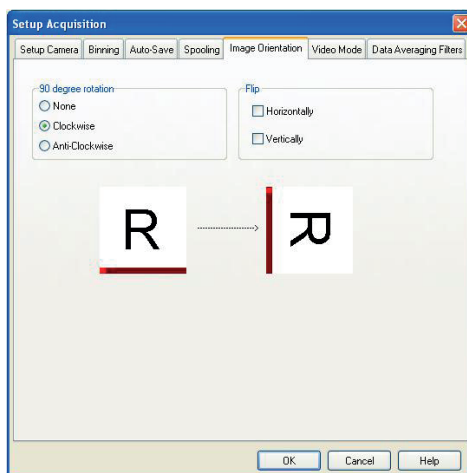 Setup Acquisition
Setup Camera Binning Auto-Save Spooling Image Orientation Video Mode Data Averaging Filters
90 degree rotation
None
Clockwise
Anti-Clockwise
Flip
Horizontally
Vertically
R R
OK Cancel Help